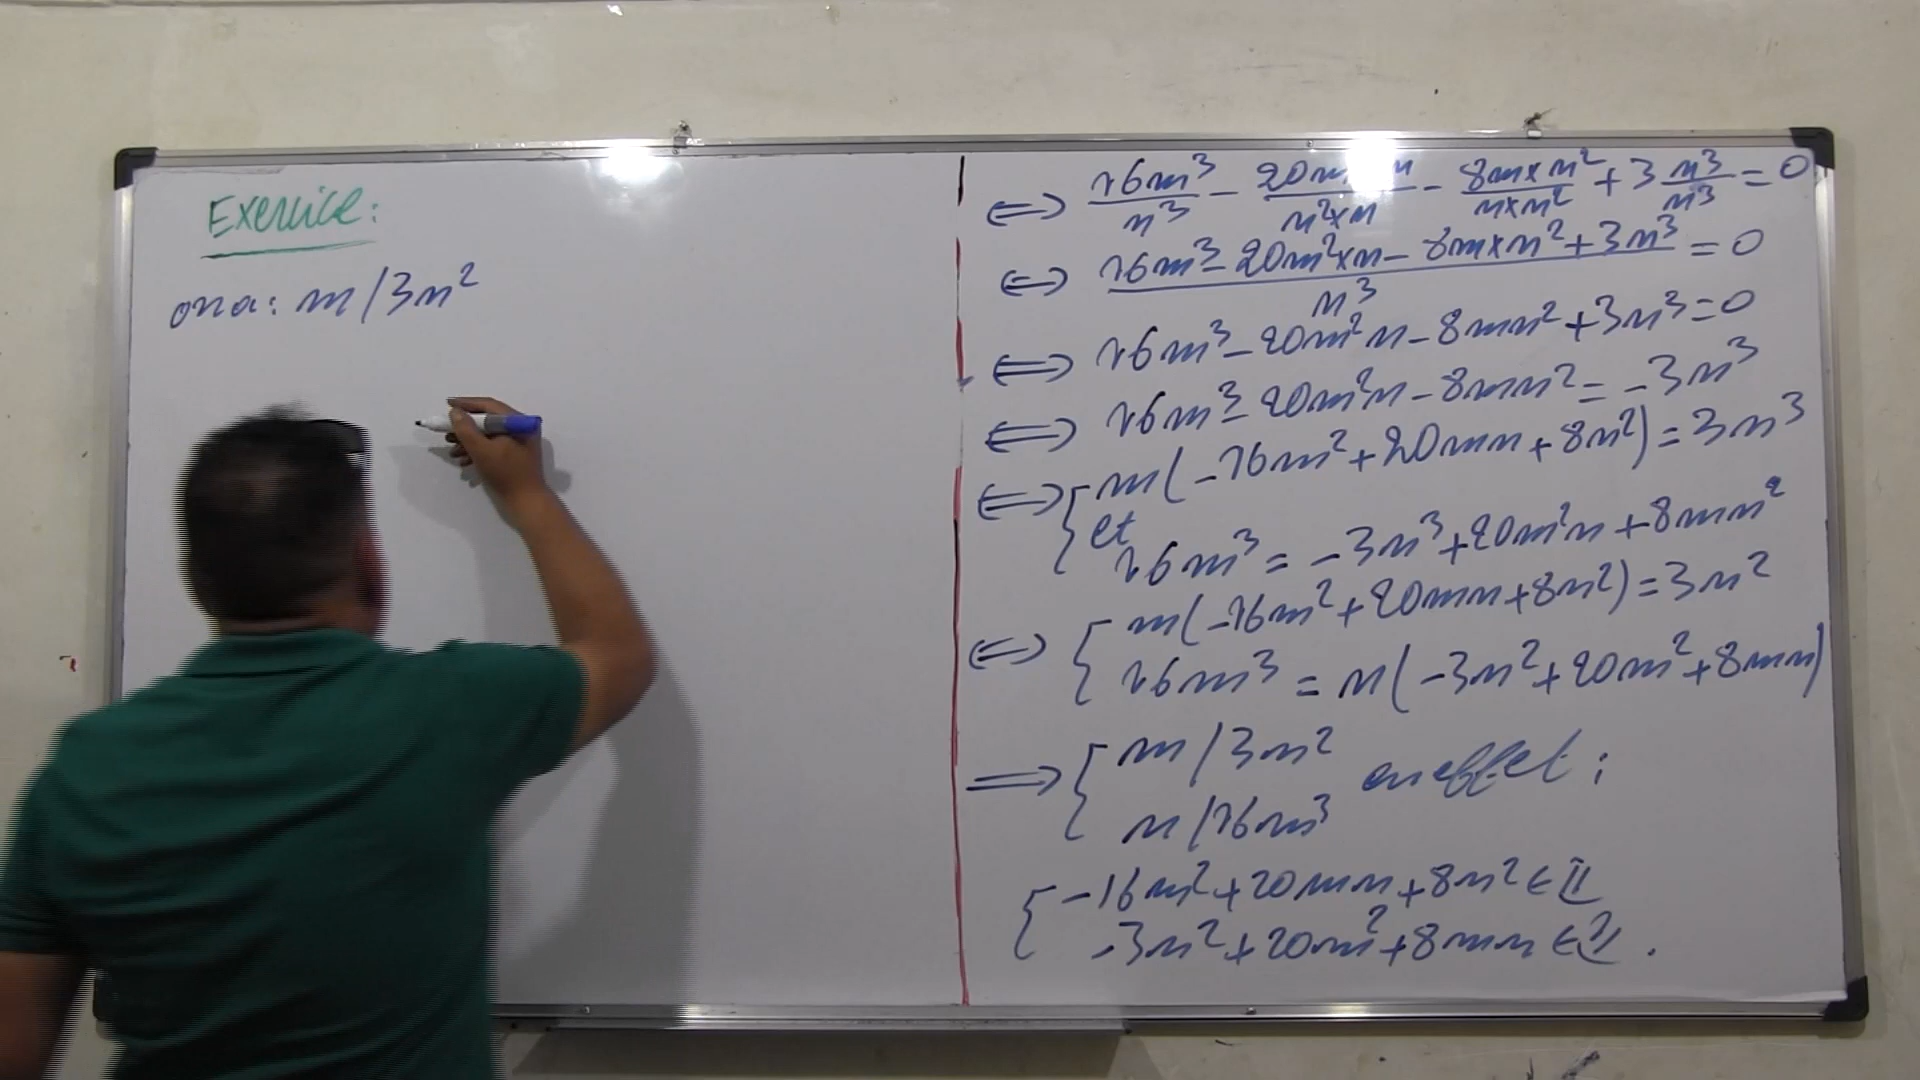 Exercice:
on a: m/3n²
⟺ 16m³/n³ - 20m²×n/n²×n - 8m×n²/n×n² + 3 n³/n³ = 0
⟺ (16m³ - 20m²×n - 8m×n² + 3n³)/n³ = 0
⟺ 16m³ - 20m²n - 8mn² + 3n³ = 0
⟺ 16m³ - 20m²n - 8mn² = -3n³
⟺ { m(-16m² + 20mn + 8n²) = 3n³
et
16m³ = -3n³ + 20m²n + 8mn²
⟺ { m(-16m² + 20mn + 8n²) = 3n²
16m³ = n(-3n² + 20m² + 8mn)
⟹ { m/3n²
n/16m³ en effet :
{ -16m² + 20mn + 8n² ∈ ℤ
-3n² + 20m² + 8mn ∈ ℤ .